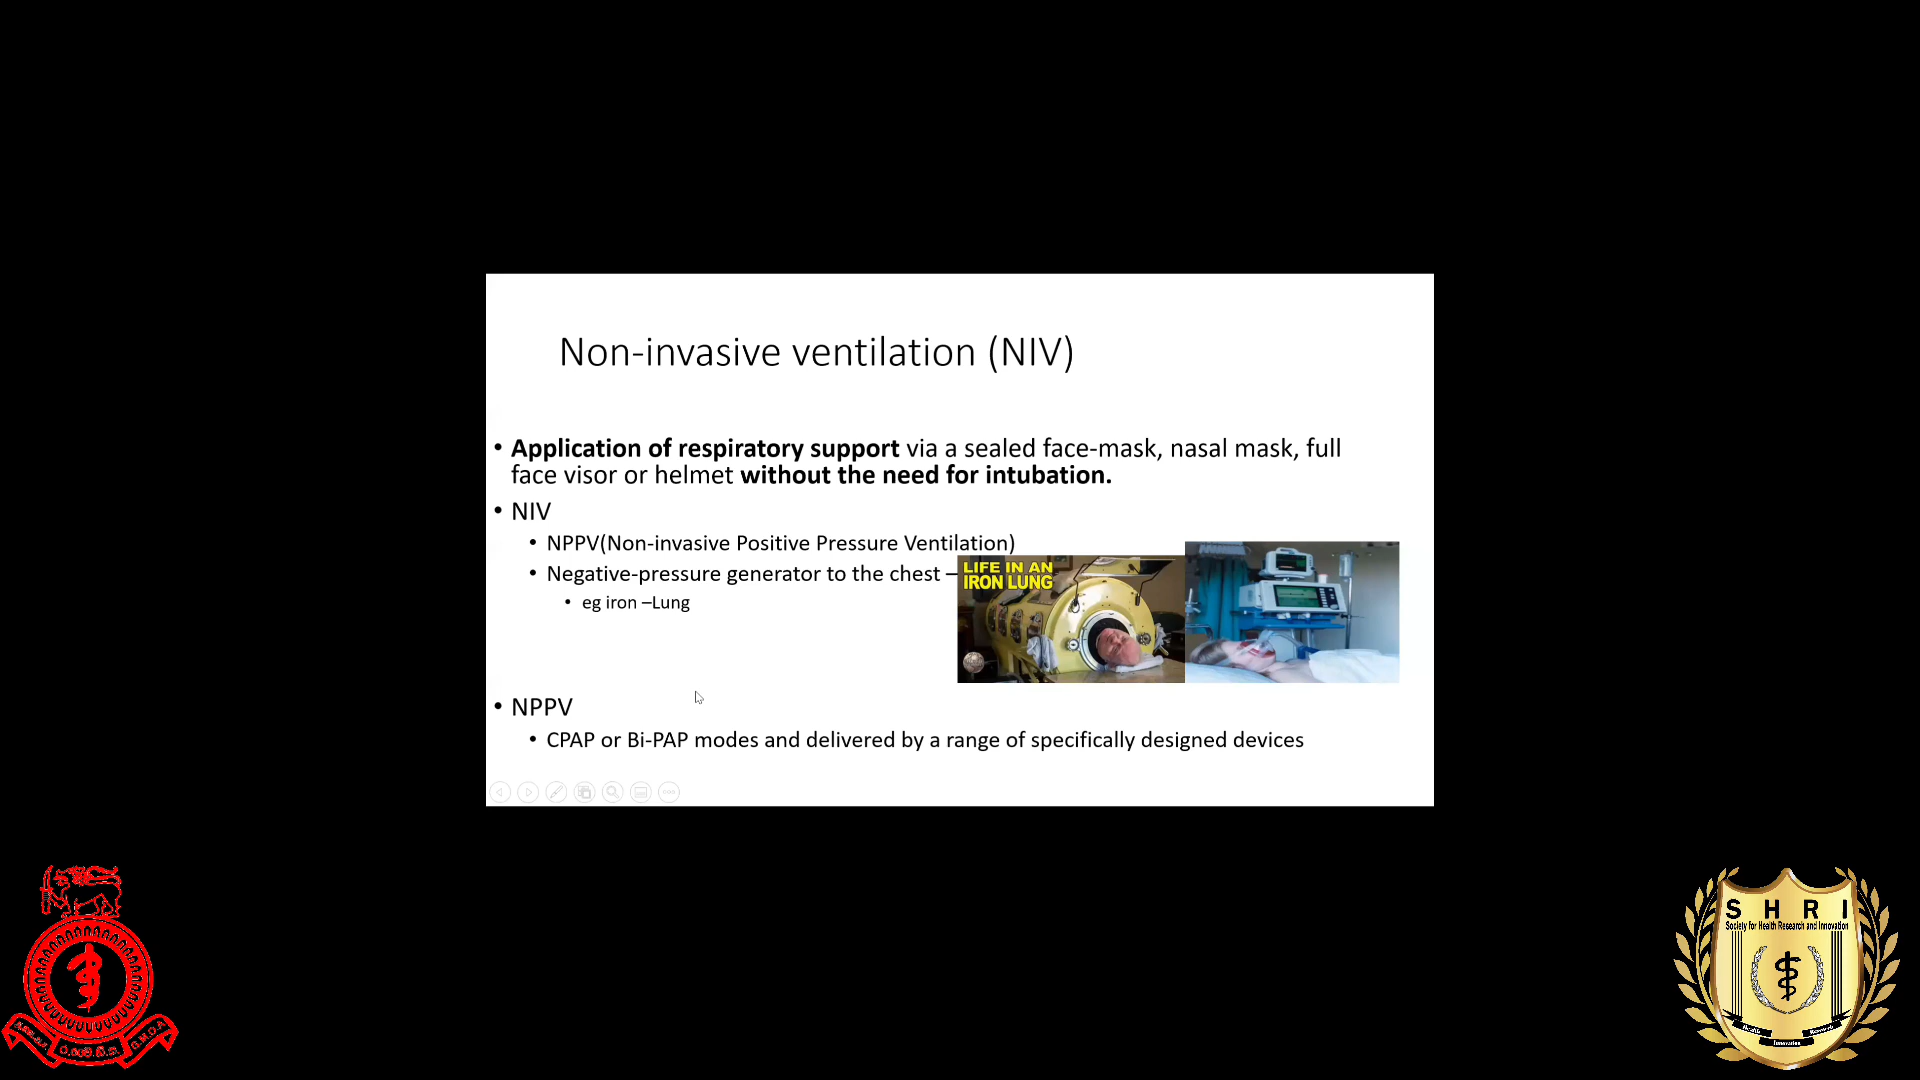 Non-invasive ventilation (NIV)
• Application of respiratory support via a sealed face-mask, nasal mask, full
face visor or helmet without the need for intubation.
• NIV
• NPPV(Non-invasive Positive Pressure Ventilation)
• Negative-pressure generator to the chest –
• eg iron –Lung
LIFE IN AN
IRON LUNG
• NPPV
• CPAP or Bi-PAP modes and delivered by a range of specifically designed devices
G.M.O.A.
S H R I
Society for Health Research and Innovation
Health
Research
Innovation